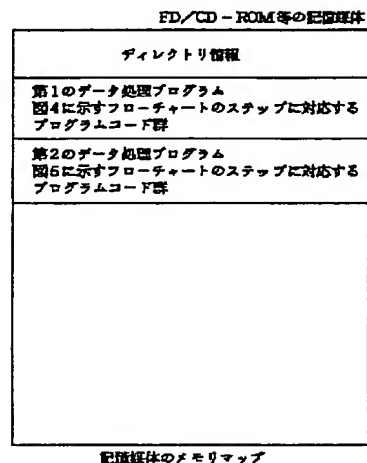 FD/CD-ROM等の記憶媒体
ディレクトリ情報
第1のデータ処理プログラム
図4に示すフローチャートのステップに対応する
プログラムコード群
第2のデータ処理プログラム
図5に示すフローチャートのステップに対応する
プログラムコード群
記憶媒体のメモリマップ